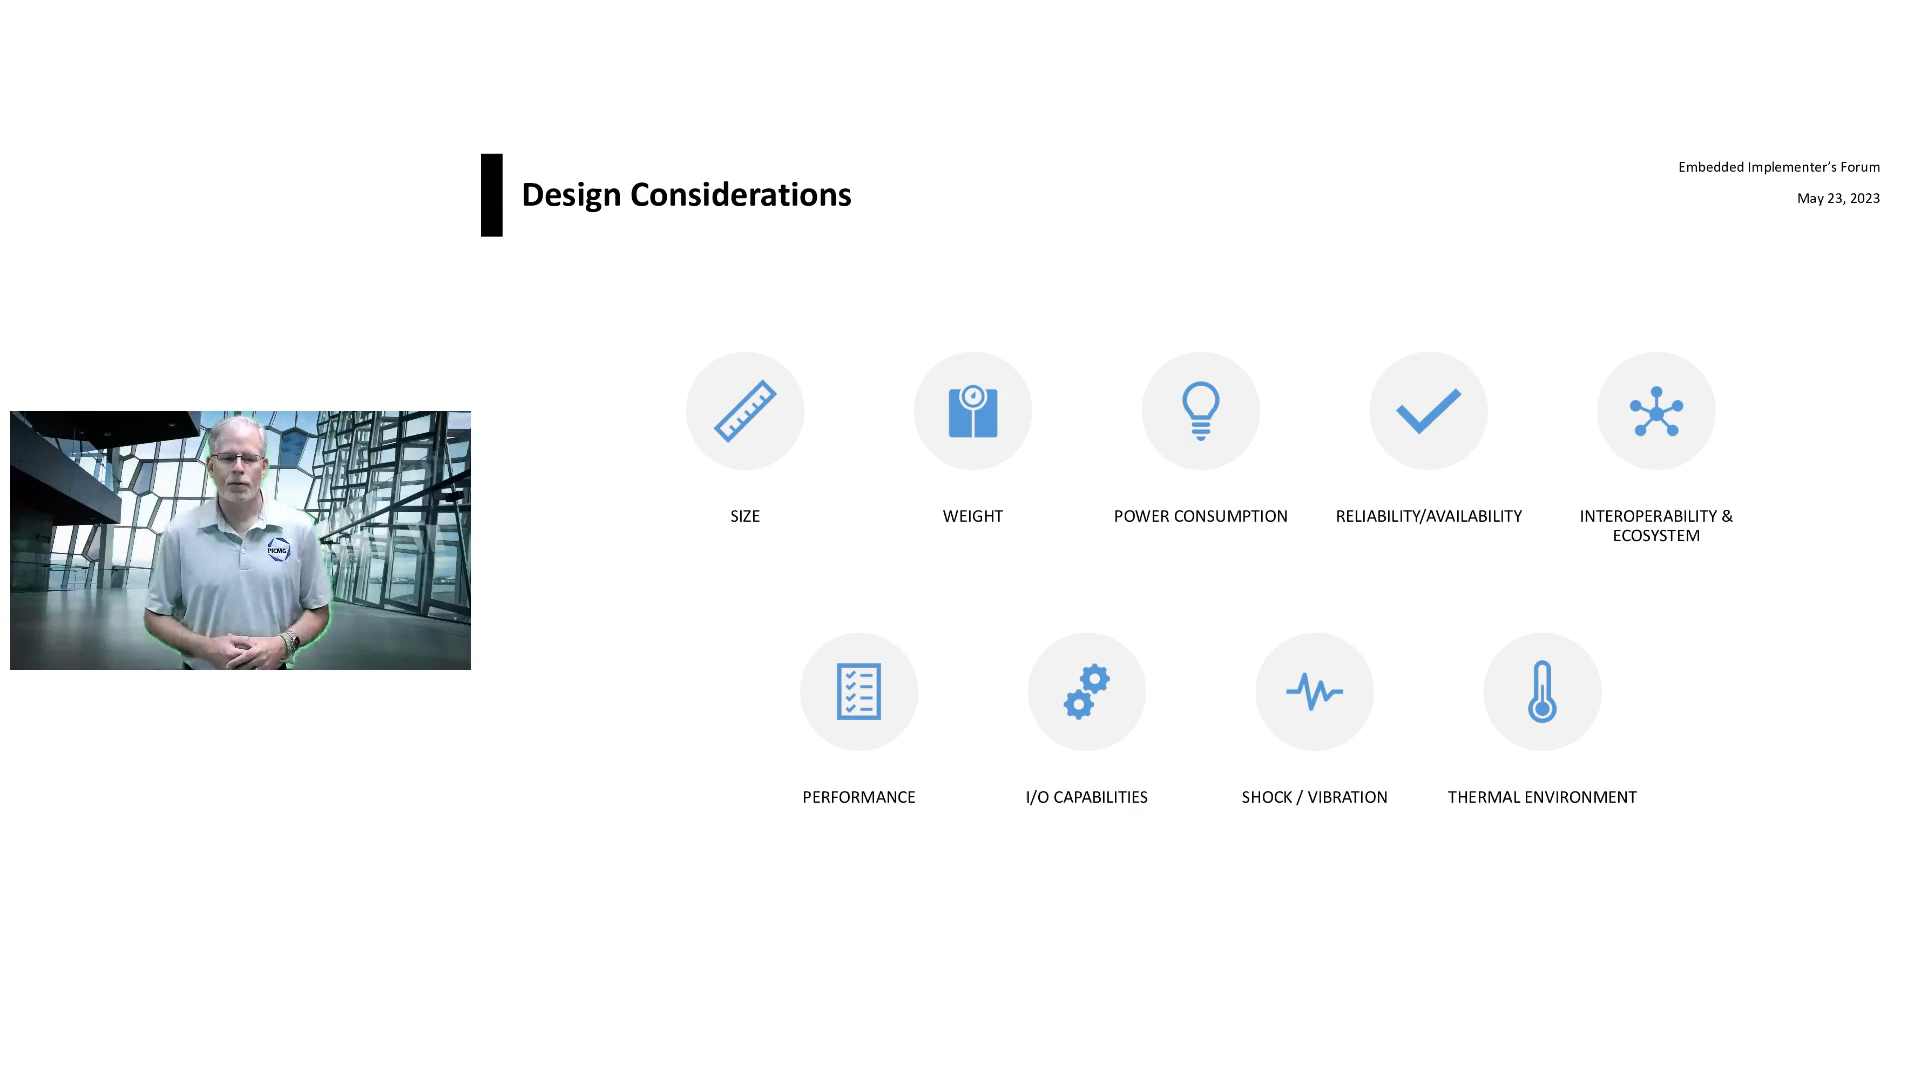 Design Considerations
Embedded Implementer’s Forum
May 23, 2023
SIZE
WEIGHT
POWER CONSUMPTION
RELIABILITY/AVAILABILITY
INTEROPERABILITY &
ECOSYSTEM
PICMG
PERFORMANCE
I/O CAPABILITIES
SHOCK / VIBRATION
THERMAL ENVIRONMENT